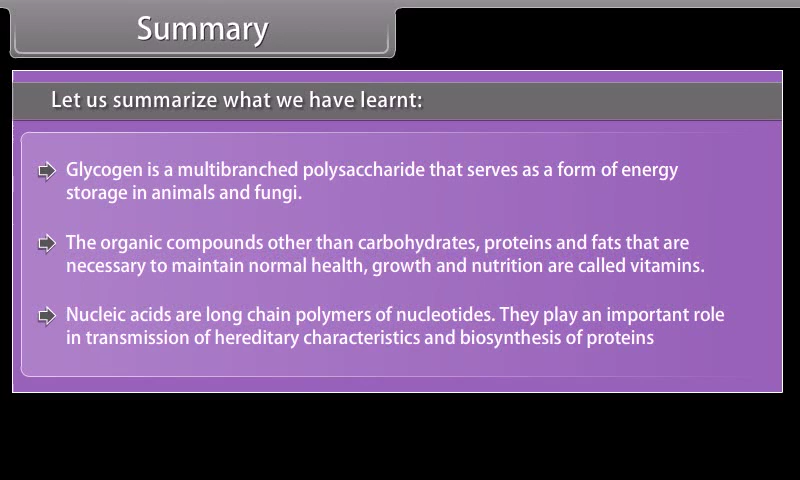 Summary
Let us summarize what we have learnt:
Glycogen is a multibranched polysaccharide that serves as a form of energy
storage in animals and fungi.
The organic compounds other than carbohydrates, proteins and fats that are
necessary to maintain normal health, growth and nutrition are called vitamins.
Nucleic acids are long chain polymers of nucleotides. They play an important role
in transmission of hereditary characteristics and biosynthesis of proteins